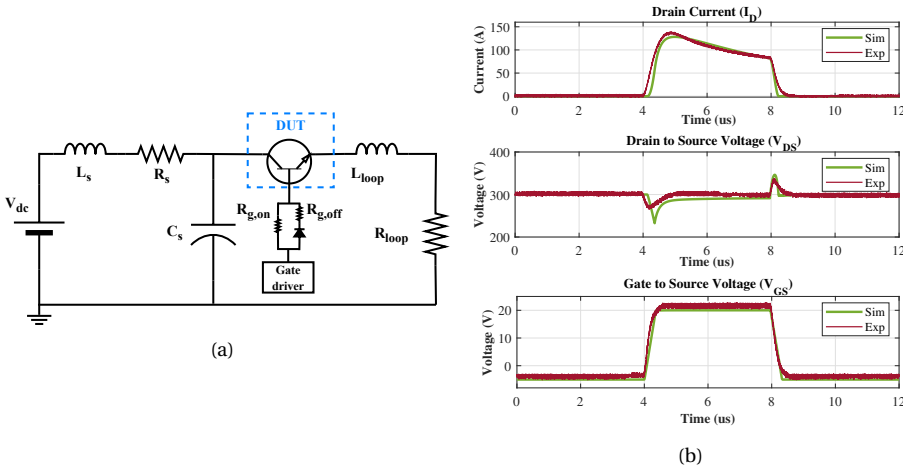 DUT
L_s
R_s
L_loop
V_dc
C_s
R_g,on
R_g,off
R_loop
Gate
driver
(a)
(b)
Drain Current (I_D)
Current (A)
150
100
50
0
Sim
Exp
0 2 4 6 8 10 12
Time (us)
Drain to Source Voltage (V_DS)
Voltage (V)
400
300
200
Sim
Exp
0 2 4 6 8 10 12
Time (us)
Gate to Source Voltage (V_GS)
Voltage (V)
20
0
Sim
Exp
0 2 4 6 8 10 12
Time (us)